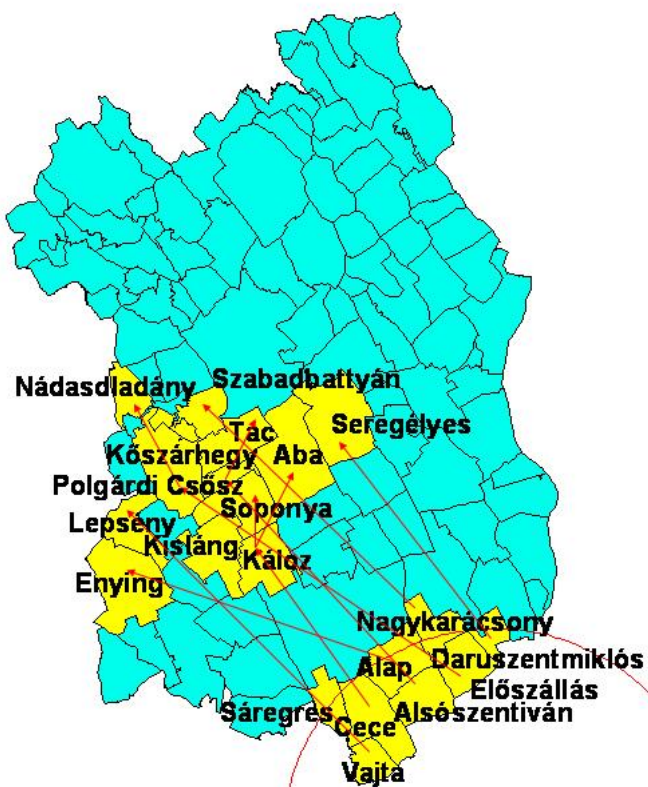 Szabadbattyán
Nádasdladány
Seregélyes
Tác
Kőszárhegy
Aba
Polgárdi Csősz
Soponya
Lepsény
Kisláng
Káloz
Enying
Nagykarácsony
Daruszentmiklós
Alap
Előszállás
Alsószentiván
Sáregres
Cece
Vajta